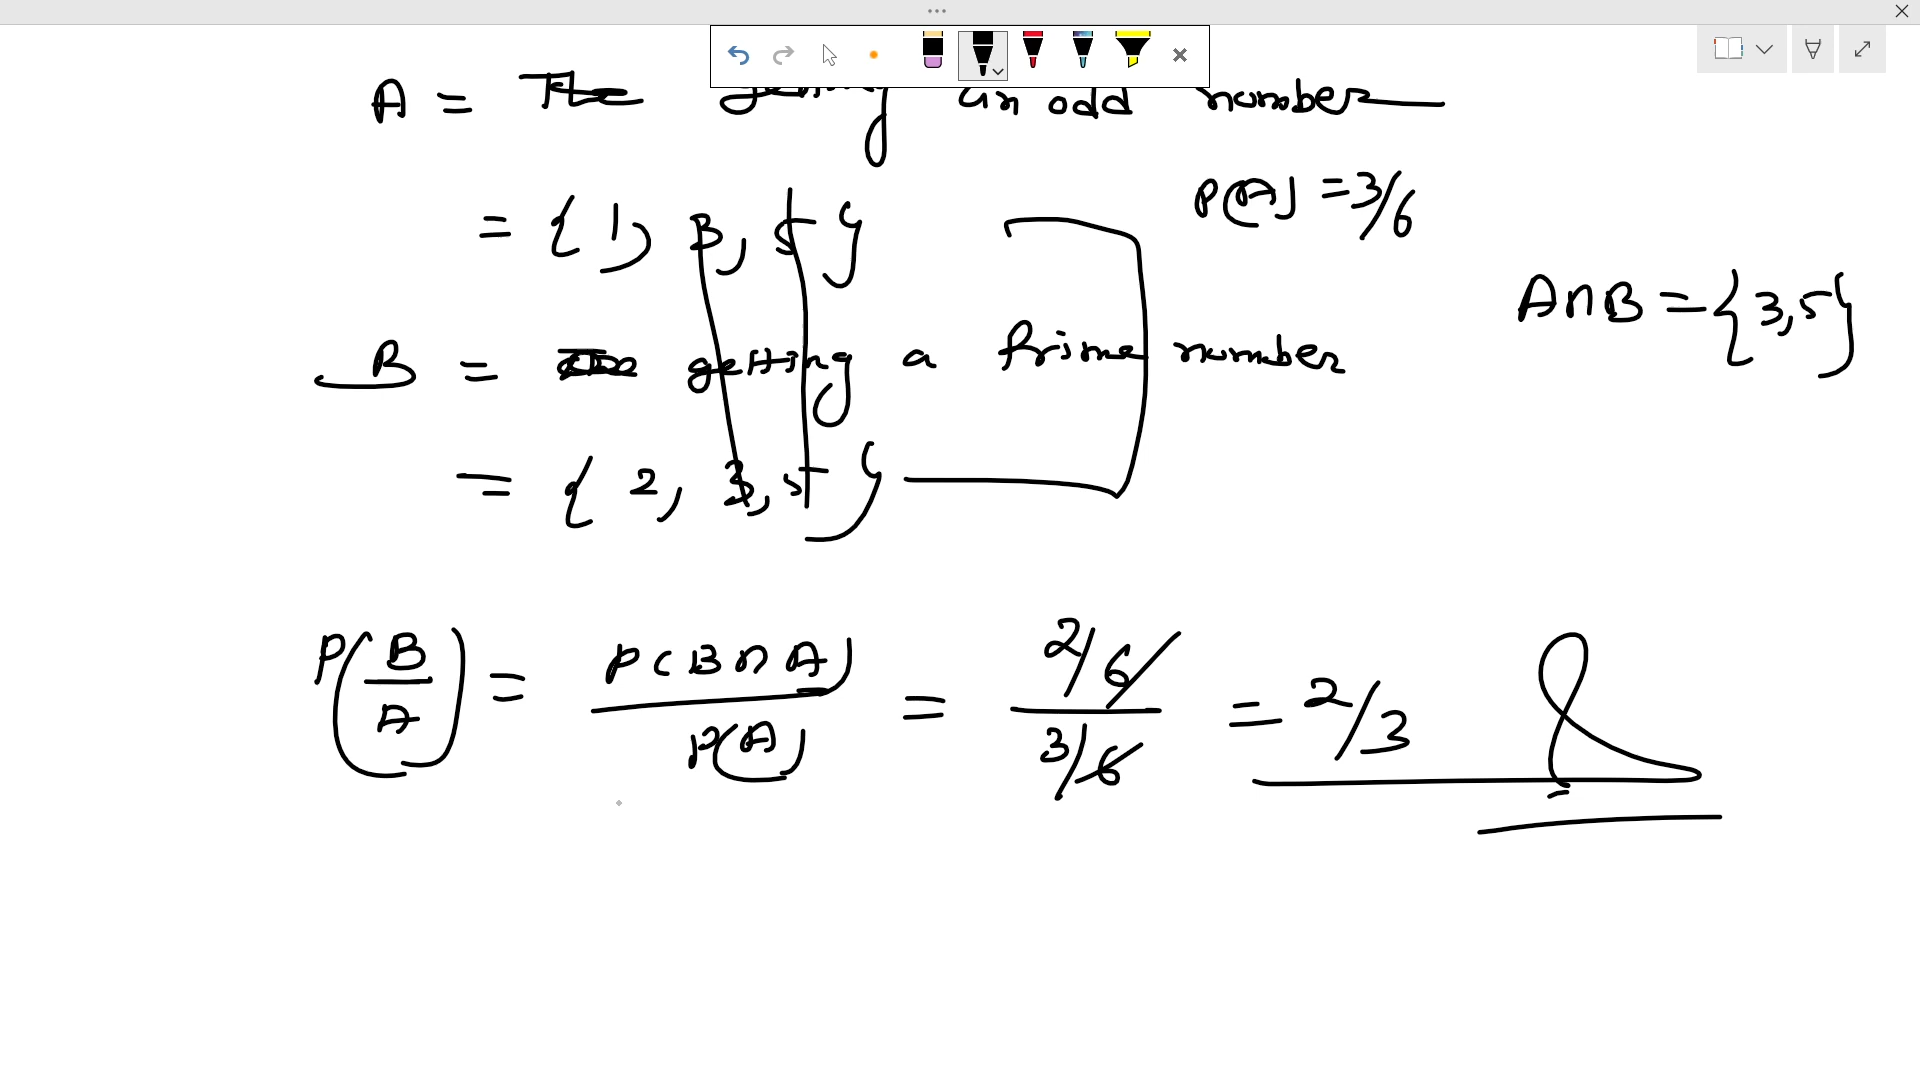 A = The getting an odd number
= {1, 3, 5}
P(A) = 3/6
A∩B = {3,5}
B = getting a prime number
= { 2, 3, 5 }
P(B/A) = P(B∩A)/P(A) = 2/6 / 3/6 = 2/3